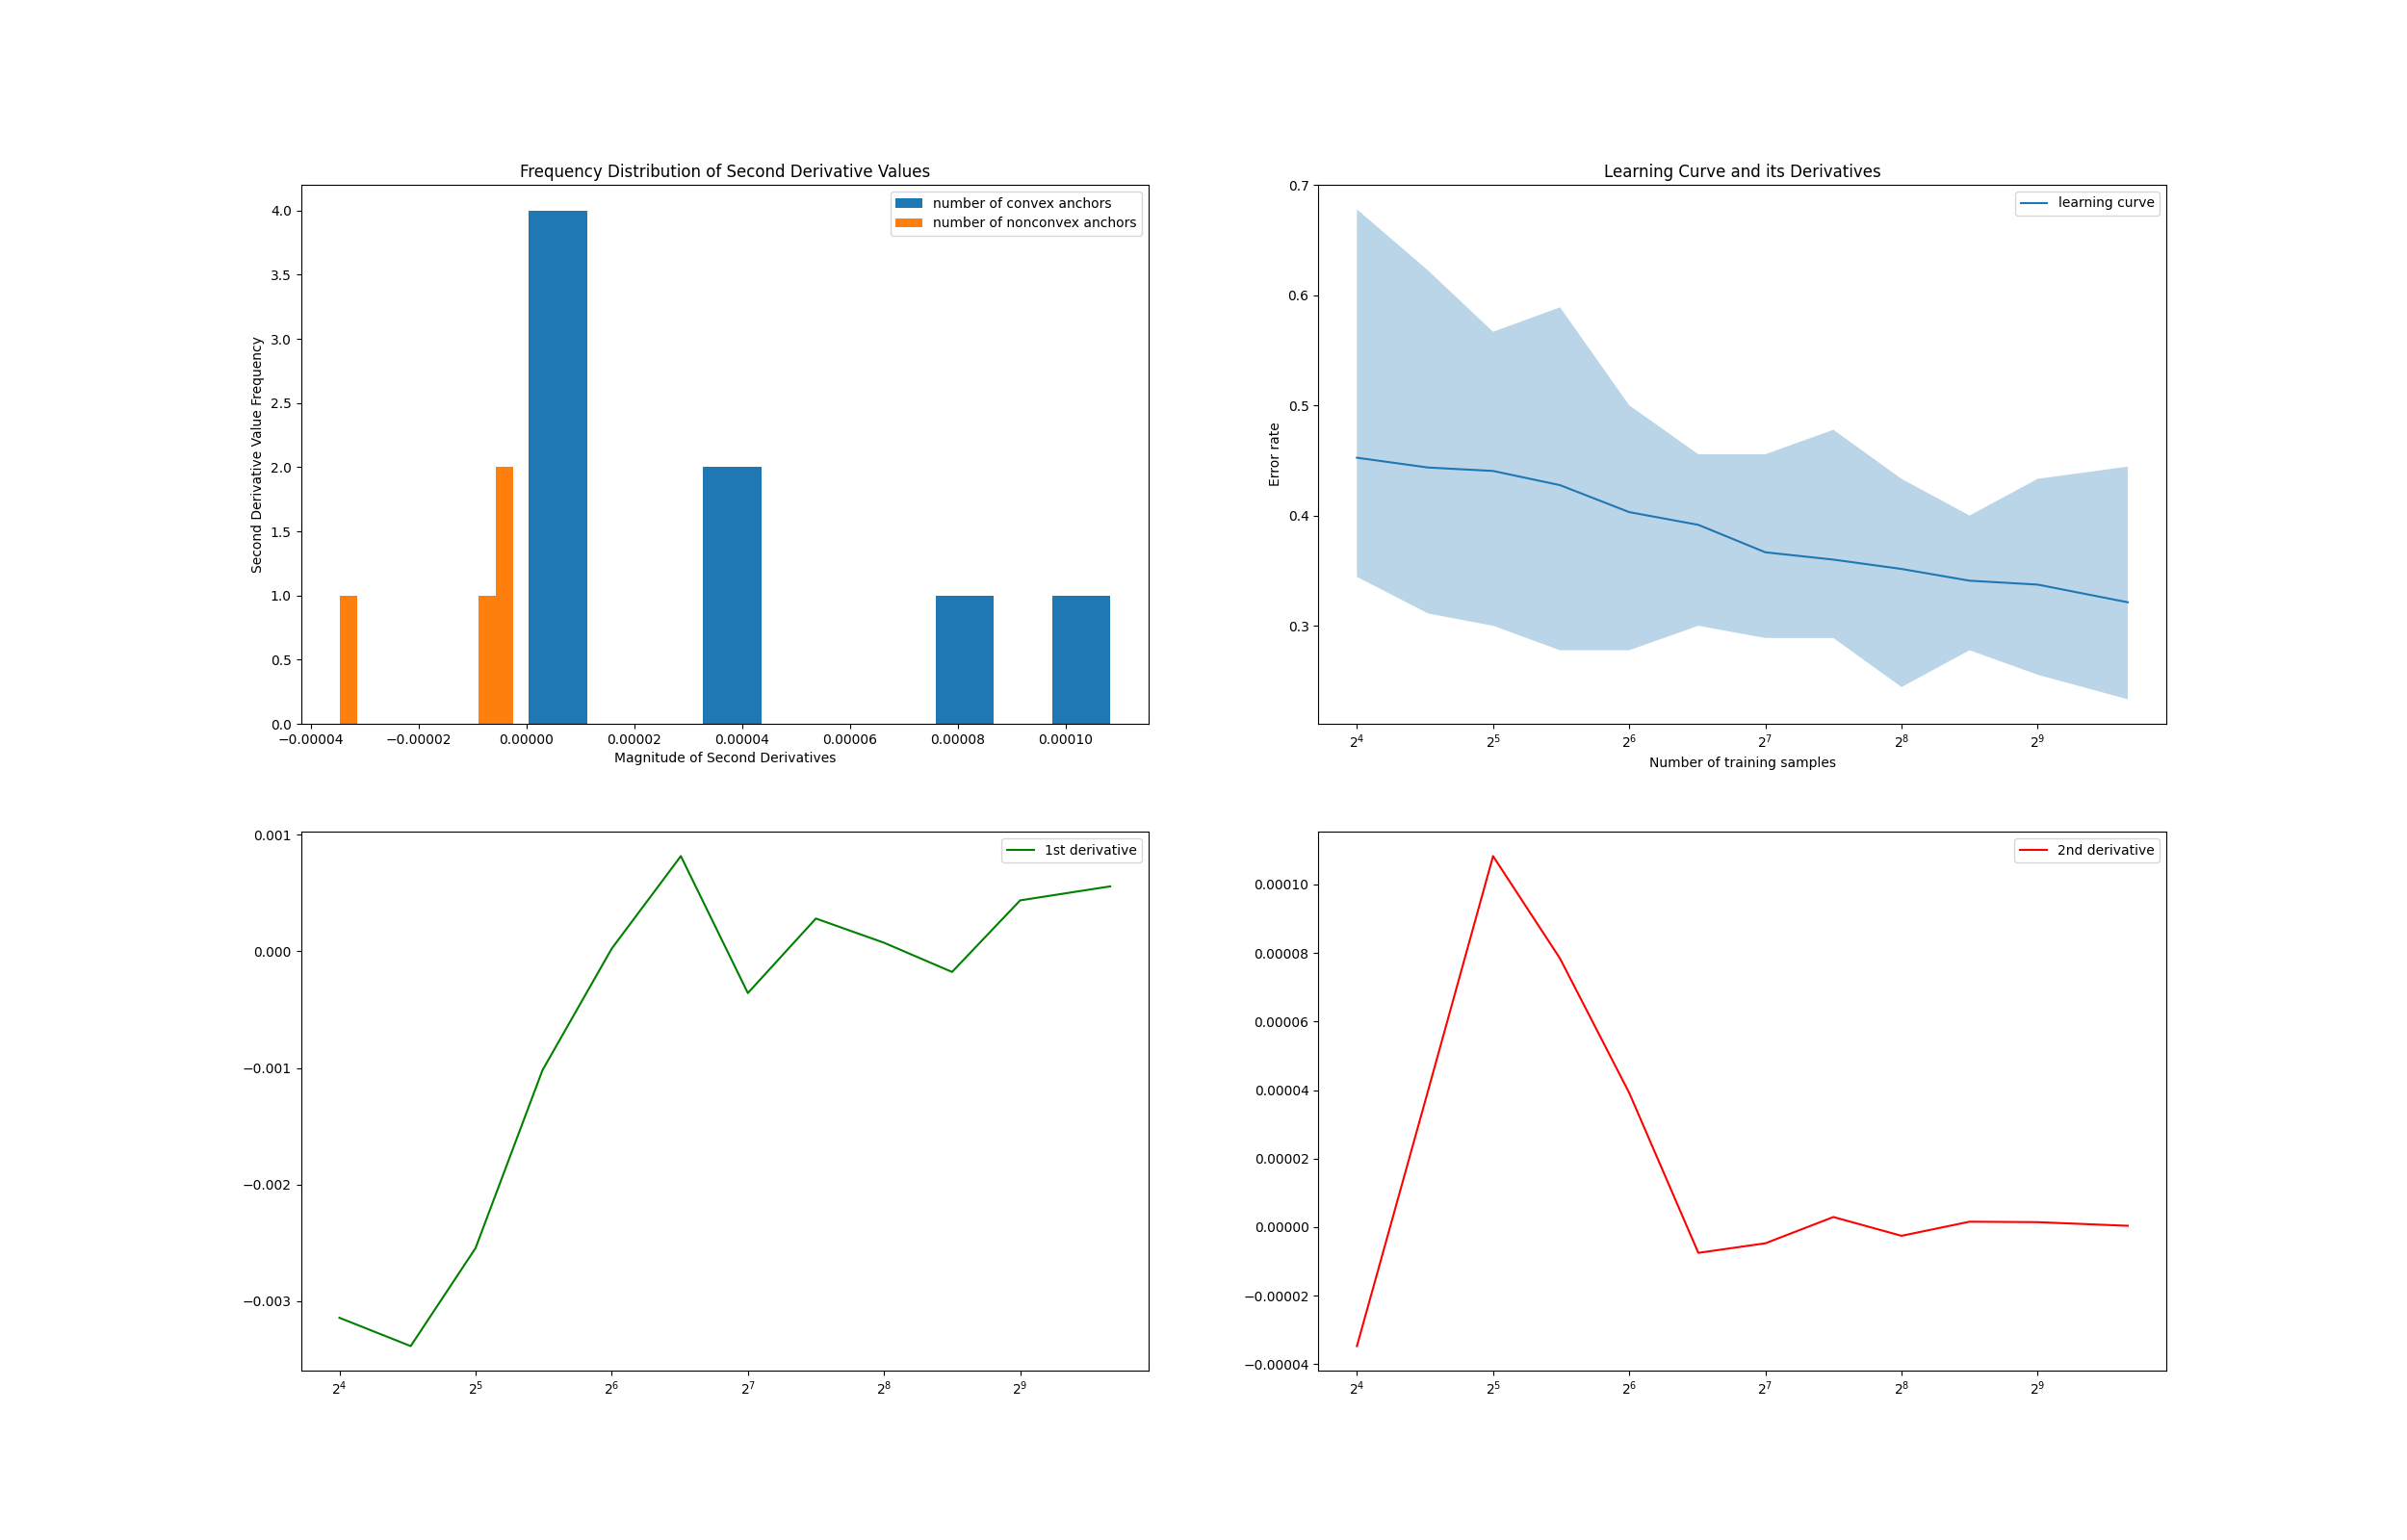 Frequency Distribution of Second Derivative Values
number of convex anchors
number of nonconvex anchors
Second Derivative Value Frequency
4.0
3.5
3.0
2.5
2.0
1.5
1.0
0.5
0.0
−0.00004 −0.00002 0.00000 0.00002 0.00004 0.00006 0.00008 0.00010
Magnitude of Second Derivatives
Learning Curve and its Derivatives
learning curve
Error rate
0.7
0.6
0.5
0.4
0.3
2⁴ 2⁵ 2⁶ 2⁷ 2⁸ 2⁹
Number of training samples
1st derivative
0.001
0.000
−0.001
−0.002
−0.003
2⁴ 2⁵ 2⁶ 2⁷ 2⁸ 2⁹
2nd derivative
0.00010
0.00008
0.00006
0.00004
0.00002
0.00000
−0.00002
−0.00004
2⁴ 2⁵ 2⁶ 2⁷ 2⁸ 2⁹